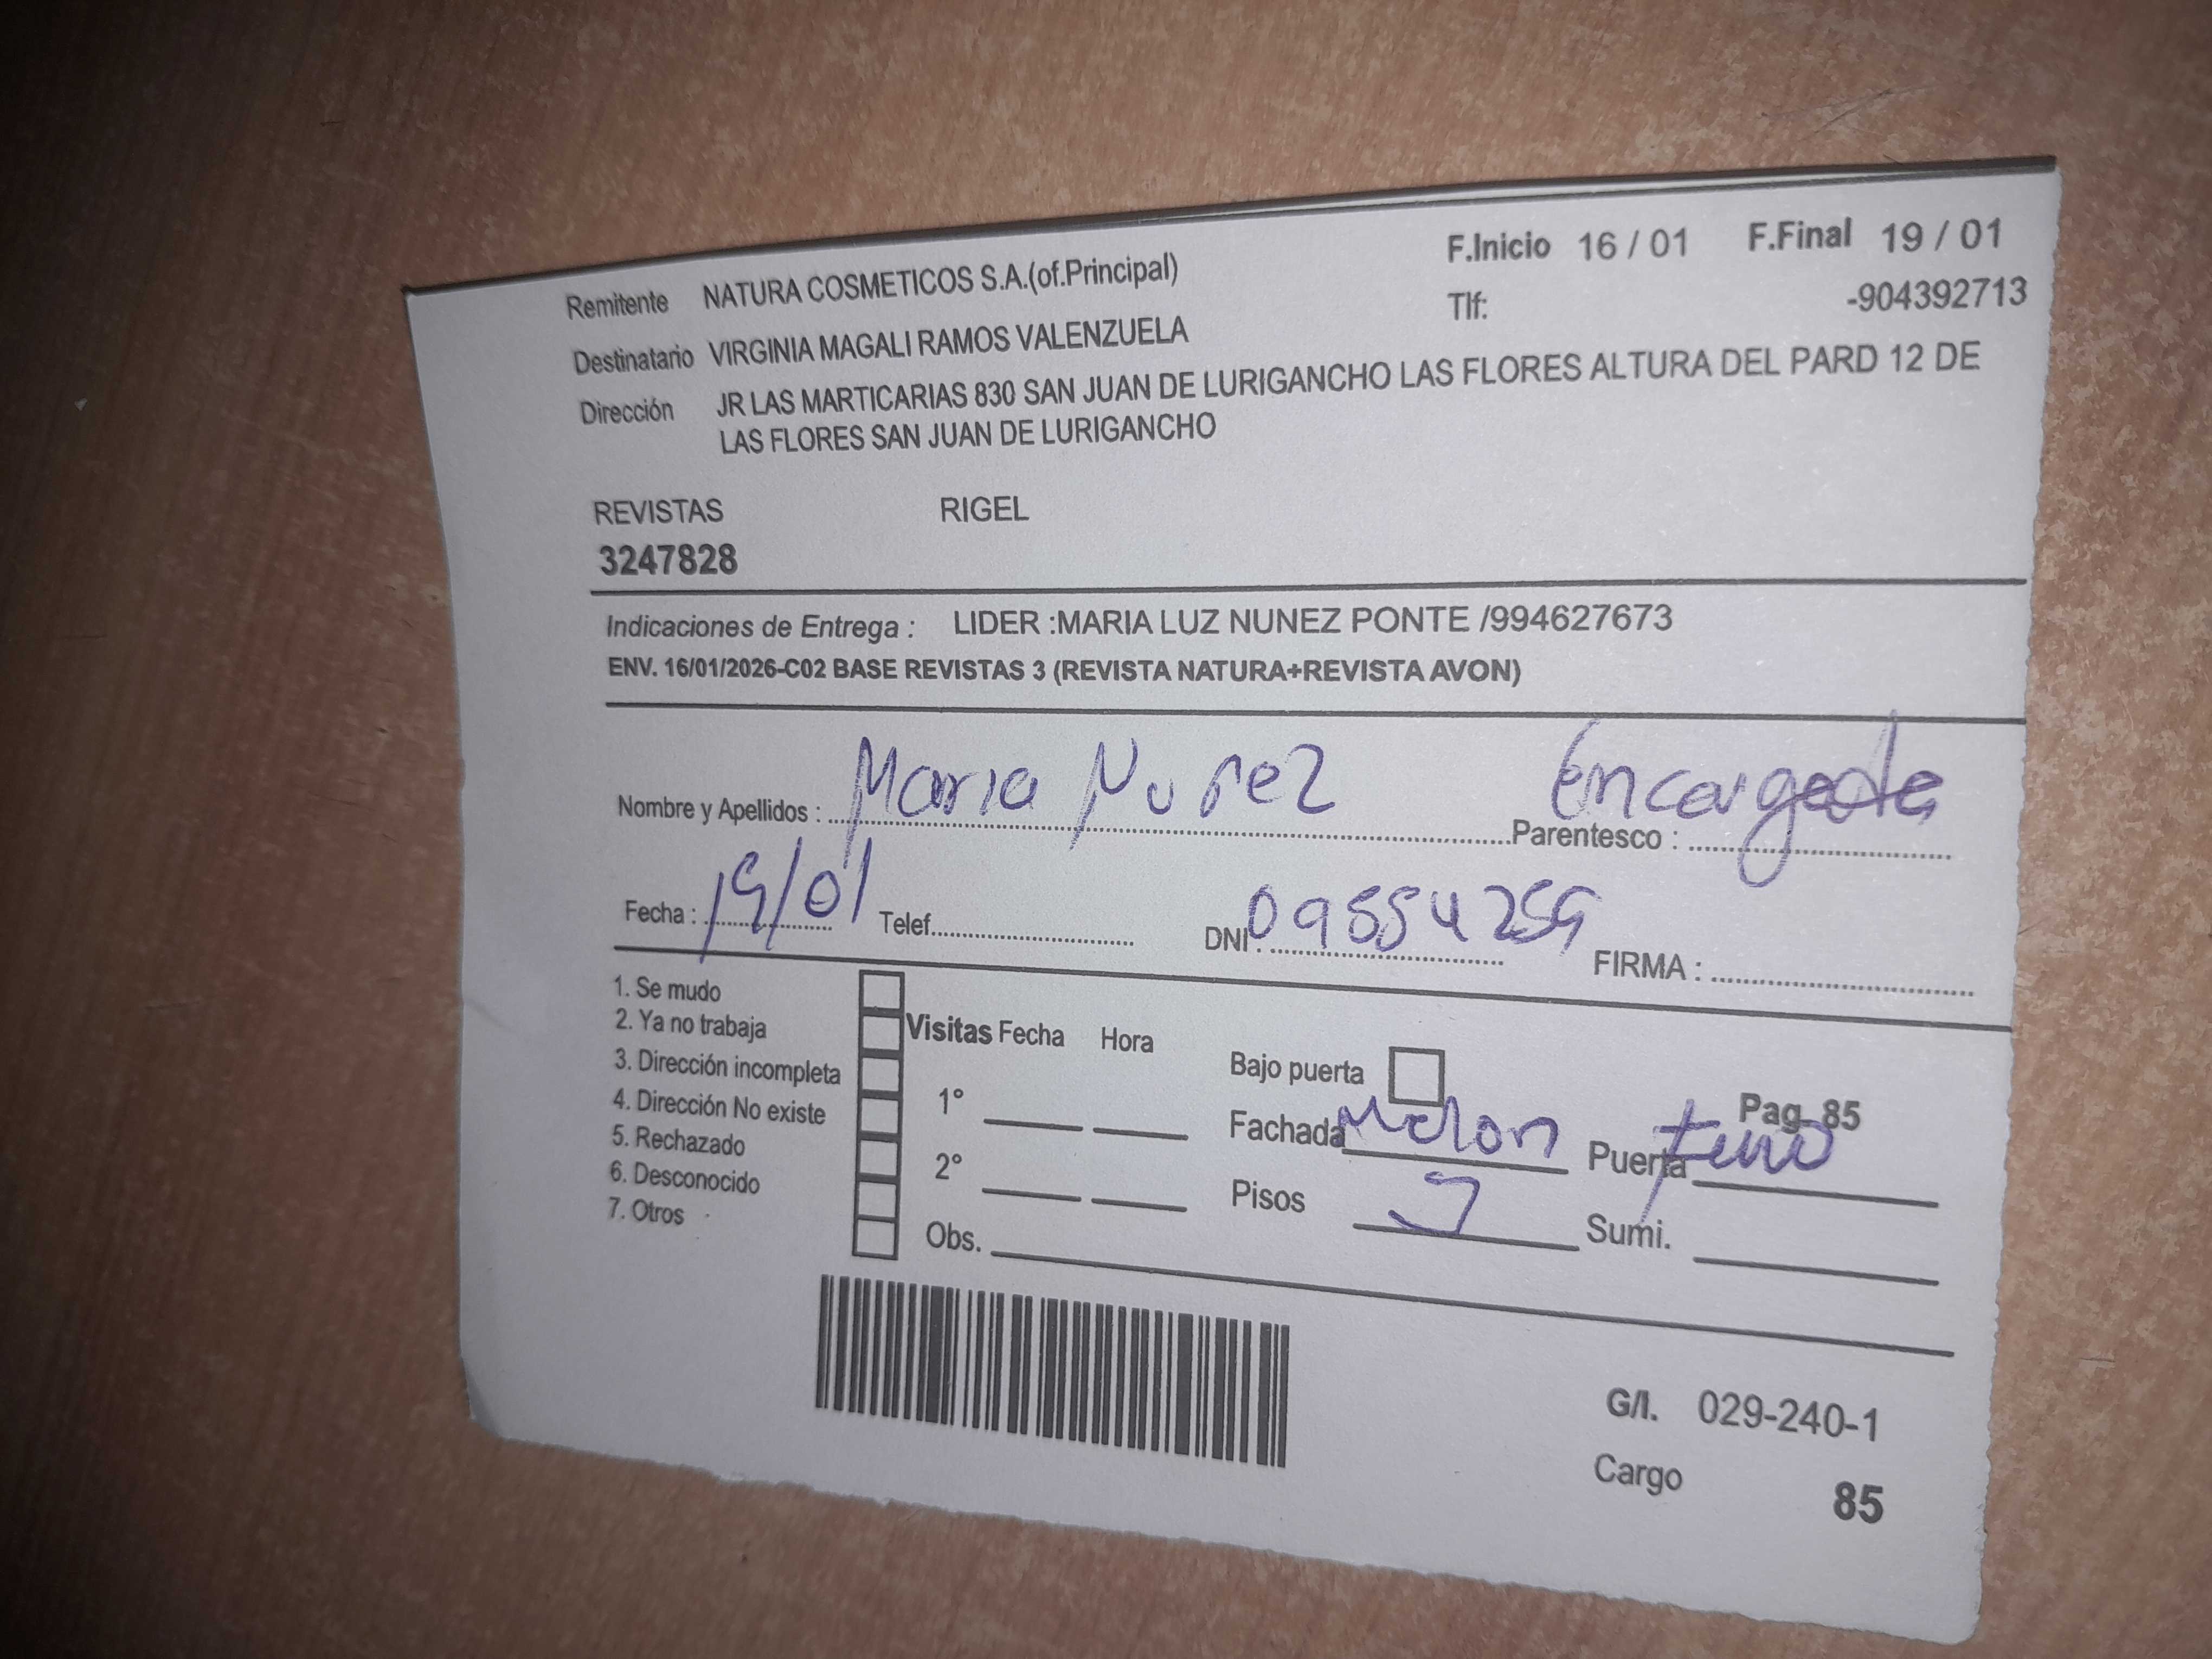 F.Inicio 16 / 01 F.Final 19 / 01
Remitente NATURA COSMETICOS S.A.(of.Principal)
Tlf: -904392713
Destinatario VIRGINIA MAGALI RAMOS VALENZUELA
Dirección JR LAS MARTICARIAS 830 SAN JUAN DE LURIGANCHO LAS FLORES ALTURA DEL PARD 12 DE
LAS FLORES SAN JUAN DE LURIGANCHO
REVISTAS RIGEL
3247828
Indicaciones de Entrega : LIDER :MARIA LUZ NUNEZ PONTE /994627673
ENV. 16/01/2026-C02 BASE REVISTAS 3 (REVISTA NATURA+REVISTA AVON)
Nombre y Apellidos : Maria Nuñez Parentesco : Encargada
Fecha : 19/01 Telef. DNI : FIRMA :
1. Se mudo
2. Ya no trabaja
3. Dirección incompleta
4. Dirección No existe
5. Rechazado
6. Desconocido
7. Otros
Visitas Fecha Hora
1°
2°
Obs.
Bajo puerta
Pag. 85
Fachada Melon Puerta
Pisos Sumi.
G/I. 029-240-1
Cargo 85